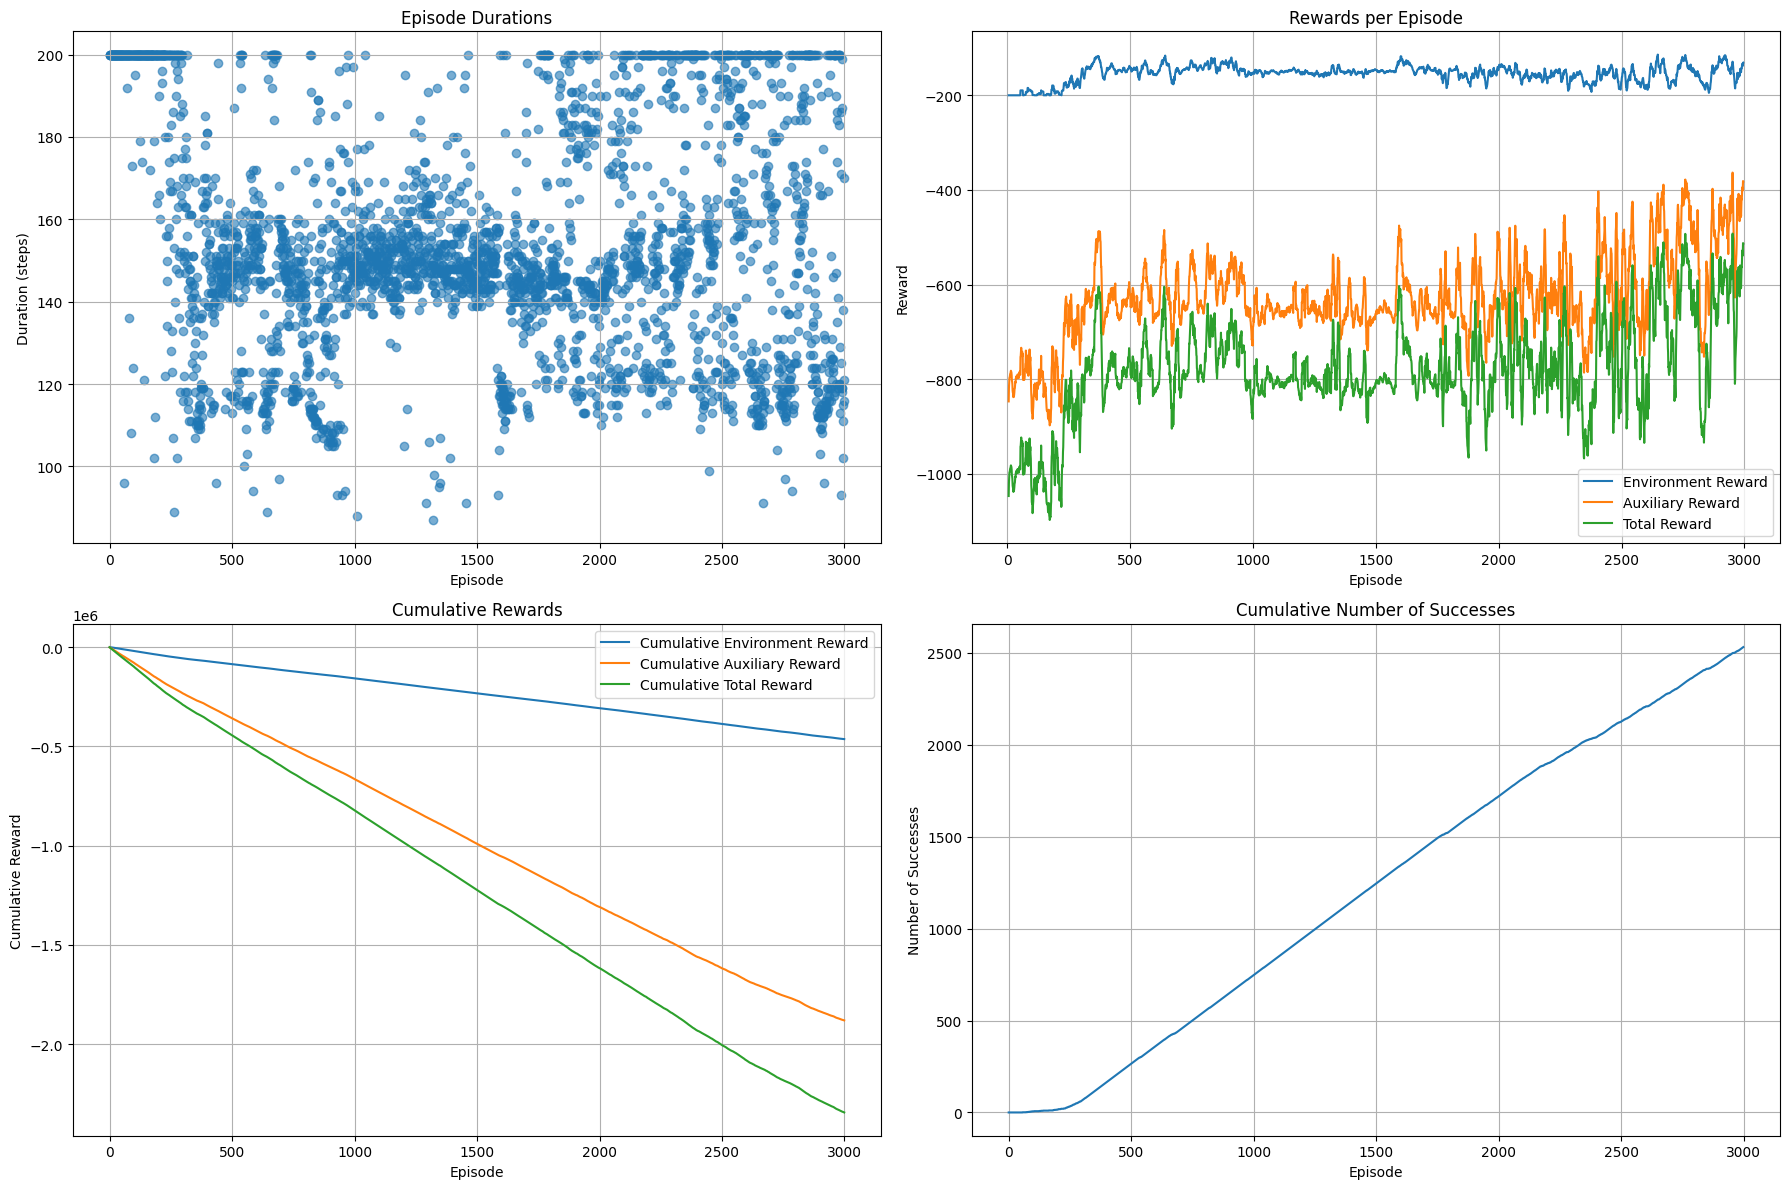 Episode Durations
200
180
160
140
120
100
Duration (steps)
0 500 1000 1500 2000 2500 3000
Episode
Rewards per Episode
−200
−400
−600
−800
−1000
Reward
Environment Reward
Auxiliary Reward
Total Reward
0 500 1000 1500 2000 2500 3000
Episode
Cumulative Rewards
1e6
0.0
−0.5
−1.0
−1.5
−2.0
Cumulative Reward
Cumulative Environment Reward
Cumulative Auxiliary Reward
Cumulative Total Reward
0 500 1000 1500 2000 2500 3000
Episode
Cumulative Number of Successes
2500
2000
1500
1000
500
0
Number of Successes
0 500 1000 1500 2000 2500 3000
Episode